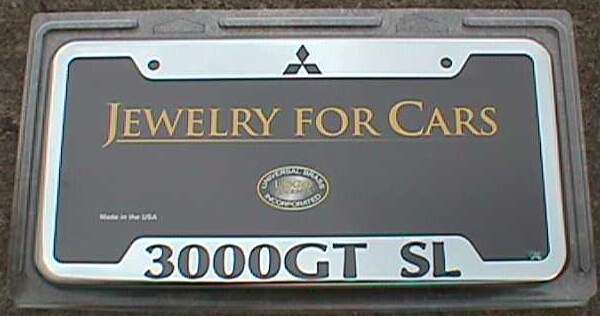 JEWELRY FOR CARS
UNIVERSAL BRASS
INCORPORATED
Made in the USA
3000GT SL